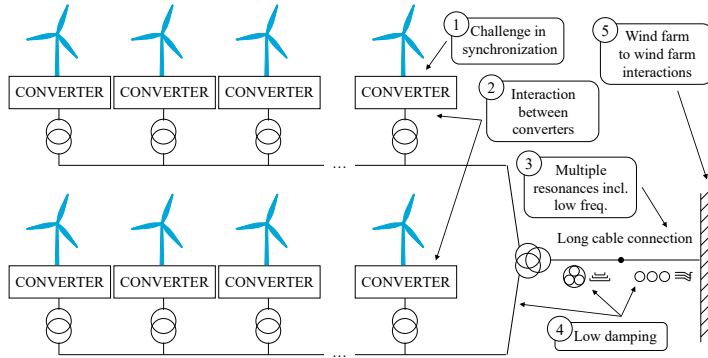 1
Challenge in
synchronization
5
Wind farm
to wind farm
interactions
CONVERTER
CONVERTER
CONVERTER
CONVERTER
2
Interaction
between
converters
...
3
Multiple
resonances incl.
low freq.
Long cable connection
CONVERTER
CONVERTER
CONVERTER
CONVERTER
4
Low damping
...